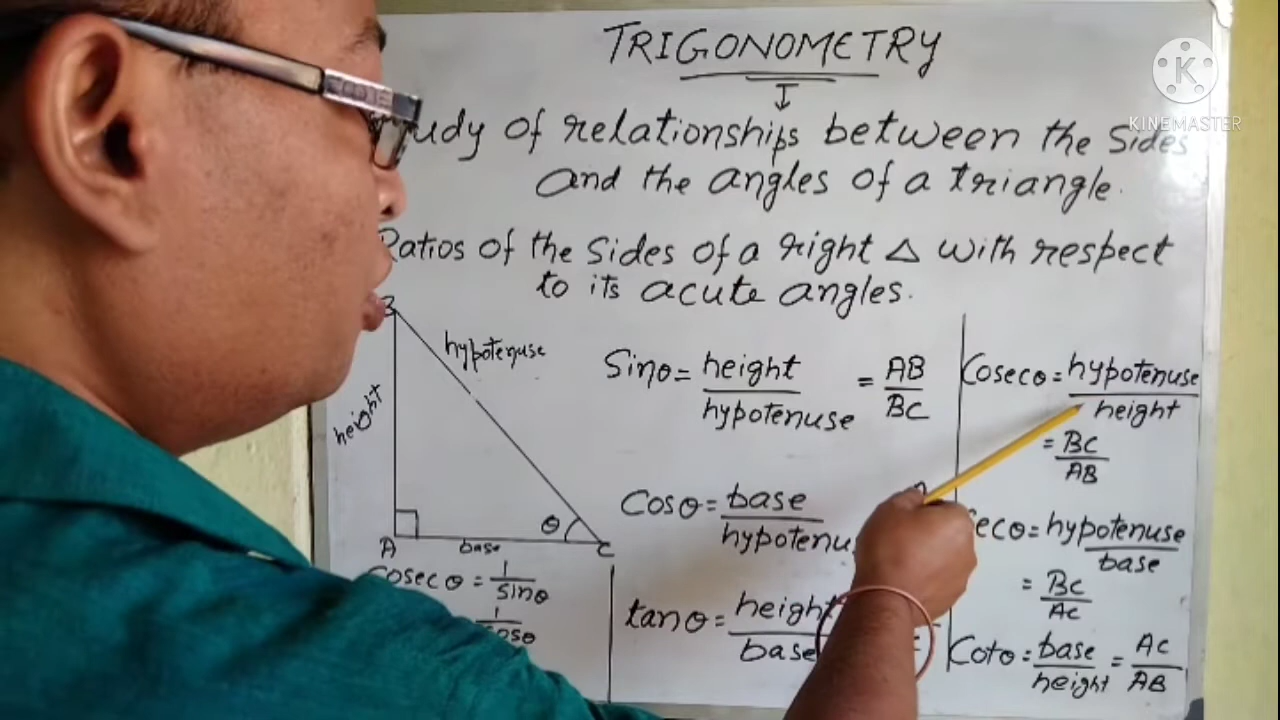 TRIGONOMETRY
KINEMASTER
udy of relationships between the Sides
and the angles of a triangle.
Ratios of the Sides of a right Δ with respect
to its acute angles.
B
hypotenuse
height
A
base
C
θ
Cosec θ = 1/Sinθ
1/Cosθ
Sinθ = height/hypotenuse = AB/BC
Cosθ = base/hypotenu
tanθ = height/base
Cosecθ = hypotenuse/height
= BC/AB
ecθ = hypotenuse/base
= BC/AC
Cotθ = base/height = AC/AB